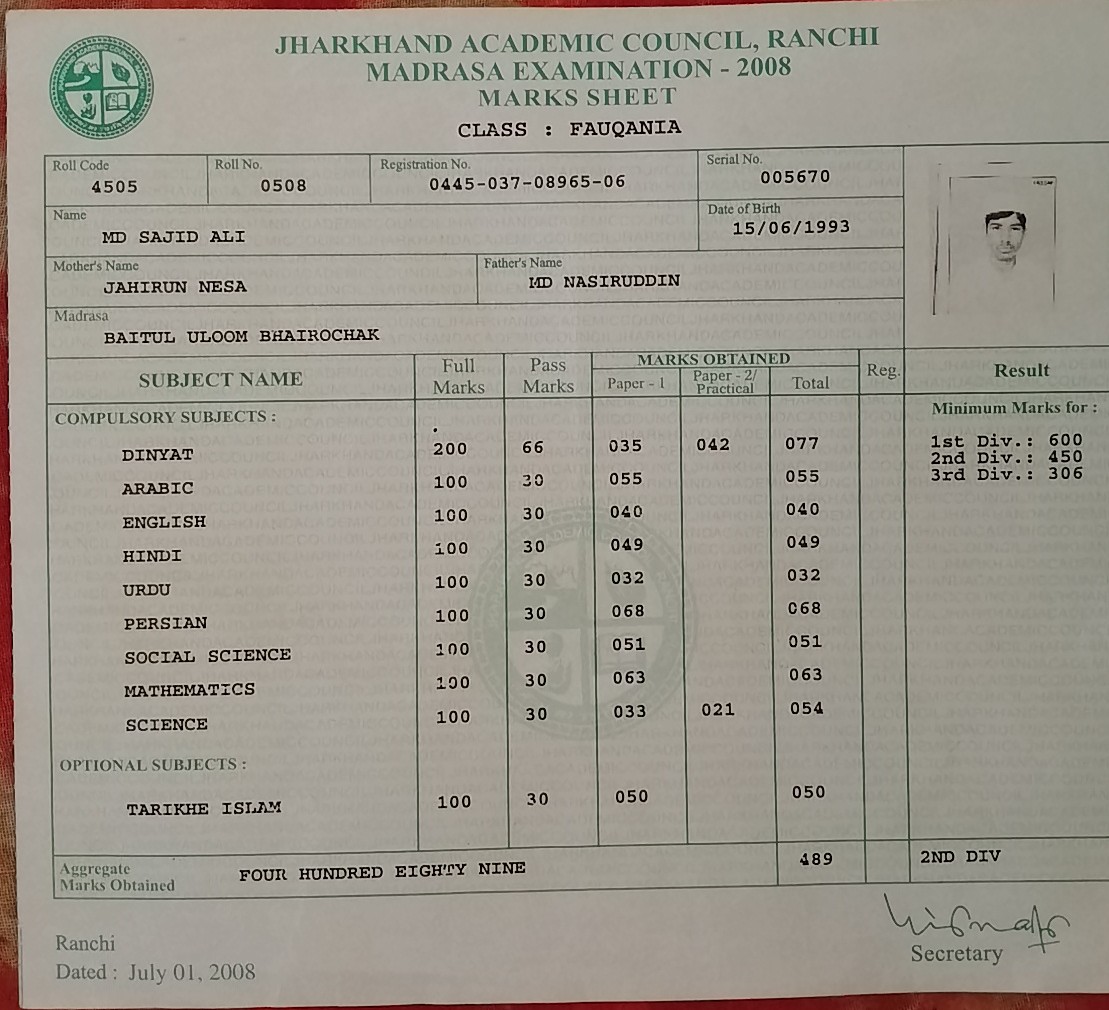 JHARKHAND ACADEMIC COUNCIL, RANCHI
MADRASA EXAMINATION - 2008
MARKS SHEET
CLASS : FAUQANIA
Roll Code Roll No. Registration No. Serial No.
4505 0508 0445-037-08965-06 005670
Name Date of Birth
MD SAJID ALI 15/06/1993
Mother's Name Father's Name
JAHIRUN NESA MD NASIRUDDIN
Madrasa
BAITUL ULOOM BHAIROCHAK
SUBJECT NAME Full Marks Pass Marks MARKS OBTAINED Paper - 1 Paper - 2/ Practical Total Reg. Result
COMPULSORY SUBJECTS : Minimum Marks for :
DINYAT 200 66 035 042 077 1st Div.: 600
2nd Div.: 450
ARABIC 100 30 055 055 3rd Div.: 306
ENGLISH 100 30 040 040
HINDI 100 30 049 049
URDU 100 30 032 032
PERSIAN 100 30 068 068
SOCIAL SCIENCE 100 30 051 051
MATHEMATICS 100 30 063 063
SCIENCE 100 30 033 021 054
OPTIONAL SUBJECTS :
TARIKHE ISLAM 100 30 050 050
Aggregate
Marks Obtained FOUR HUNDRED EIGHTY NINE 489 2ND DIV
Ranchi
Secretary
Dated : July 01, 2008